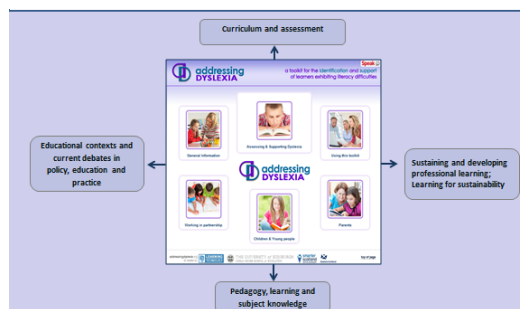 Curriculum and assessment
Speak
addressing
DYSLEXIA
a toolkit for the identification and support
of learners exhibiting literacy difficulties
General information
Assessing & Supporting Dyslexia
Using this toolkit
addressing
DYSLEXIA
Working in partnership
Children & Young people
Parents
Educational contexts and
current debates in
policy, education and
practice
Sustaining and developing
professional learning;
Learning for sustainability
Pedagogy, learning and
subject knowledge